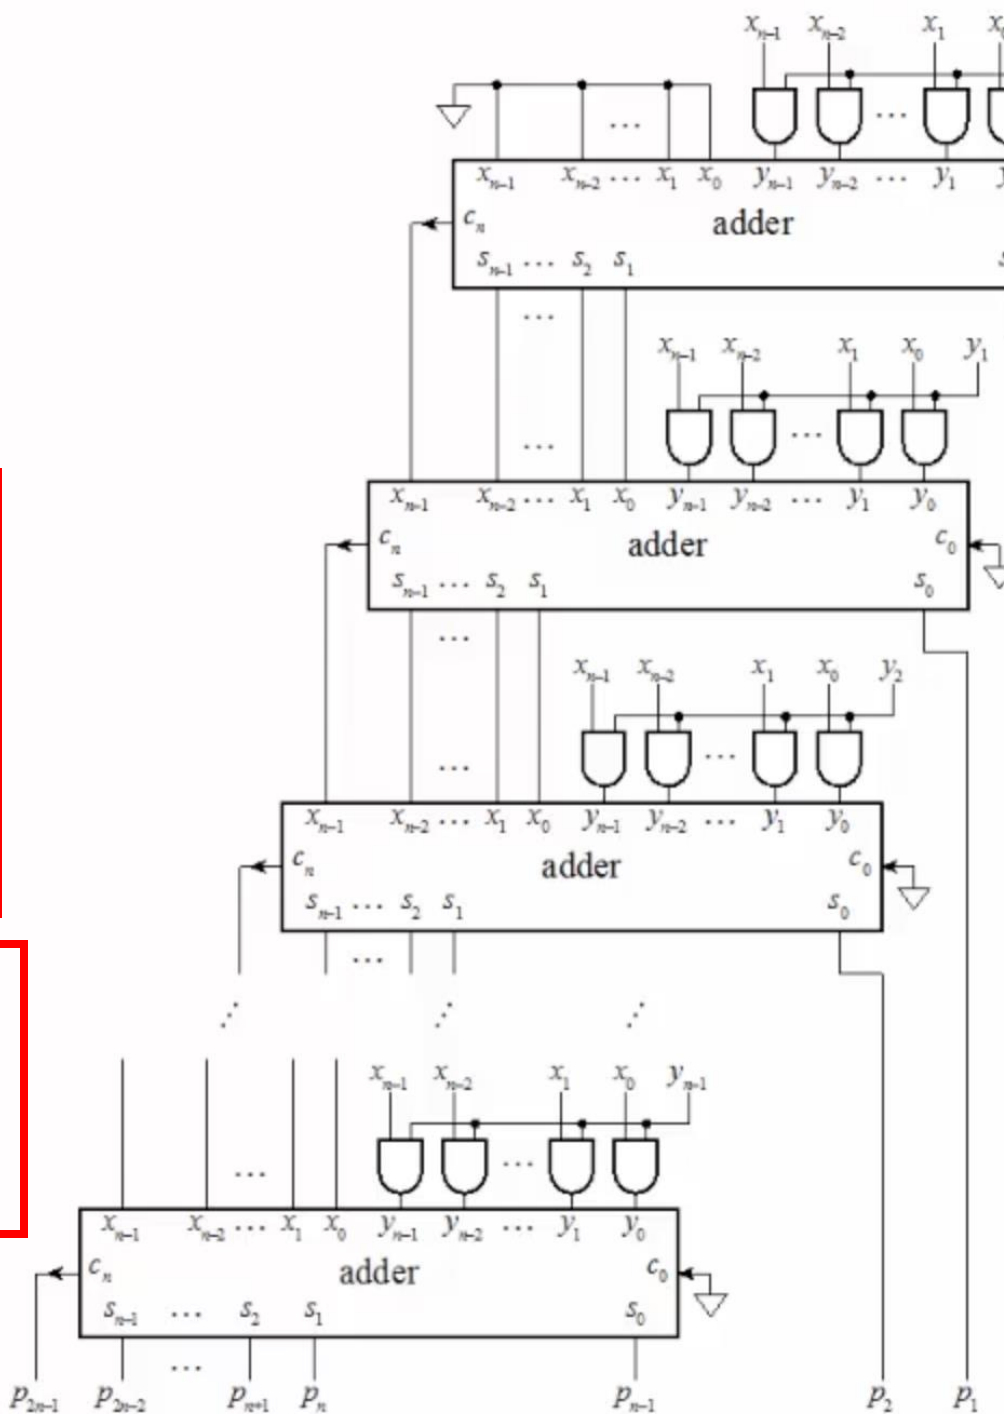 xₙ₋₁ xₙ₋₂ x₁
...
...
xₙ₋₁ xₙ₋₂ ... x₁ x₀ yₙ₋₁ yₙ₋₂ ... y₁
cₙ adder
sₙ₋₁ ... s₂ s₁
...
xₙ₋₁ xₙ₋₂ x₁ x₀ y₁
... ...
xₙ₋₁ xₙ₋₂ ... x₁ x₀ yₙ₋₁ yₙ₋₂ ... y₁ y₀
cₙ adder c₀
sₙ₋₁ ... s₂ s₁ s₀
...
xₙ₋₁ xₙ₋₂ x₁ x₀ y₂
... ...
xₙ₋₁ xₙ₋₂ ... x₁ x₀ yₙ₋₁ yₙ₋₂ ... y₁ y₀
cₙ adder c₀
sₙ₋₁ ... s₂ s₁ s₀
...
xₙ₋₁ xₙ₋₂ x₁ x₀ yₙ₋₁
... ...
xₙ₋₁ xₙ₋₂ ... x₁ x₀ yₙ₋₁ yₙ₋₂ ... y₁ y₀
cₙ adder c₀
sₙ₋₁ ... s₂ s₁ s₀
...
p₂ₙ₋₁ p₂ₙ₋₂ pₙ₊₁ pₙ pₙ₋₁ p₂ p₁